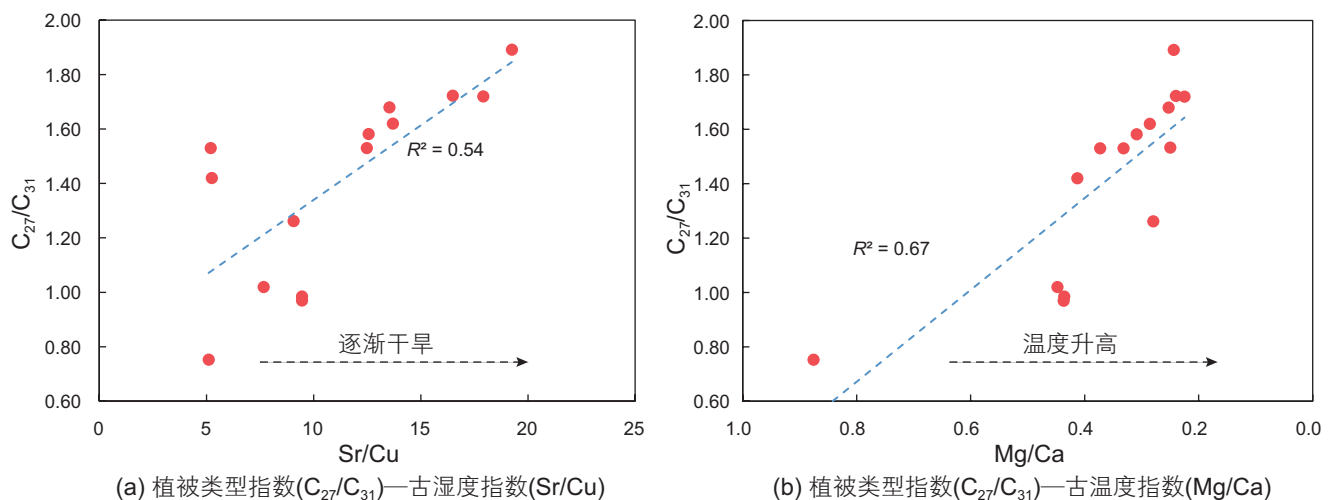 2.00
1.80
1.60
1.40
1.20
1.00
0.80
0.60
C₂₇/C₃₁
R² = 0.54
逐渐干旱
0 5 10 15 20 25
Sr/Cu
(a) 植被类型指数(C₂₇/C₃₁)—古湿度指数(Sr/Cu)
2.00
1.80
1.60
1.40
1.20
1.00
0.80
0.60
C₂₇/C₃₁
R² = 0.67
温度升高
1.0 0.8 0.6 0.4 0.2 0.0
Mg/Ca
(b) 植被类型指数(C₂₇/C₃₁)—古温度指数(Mg/Ca)